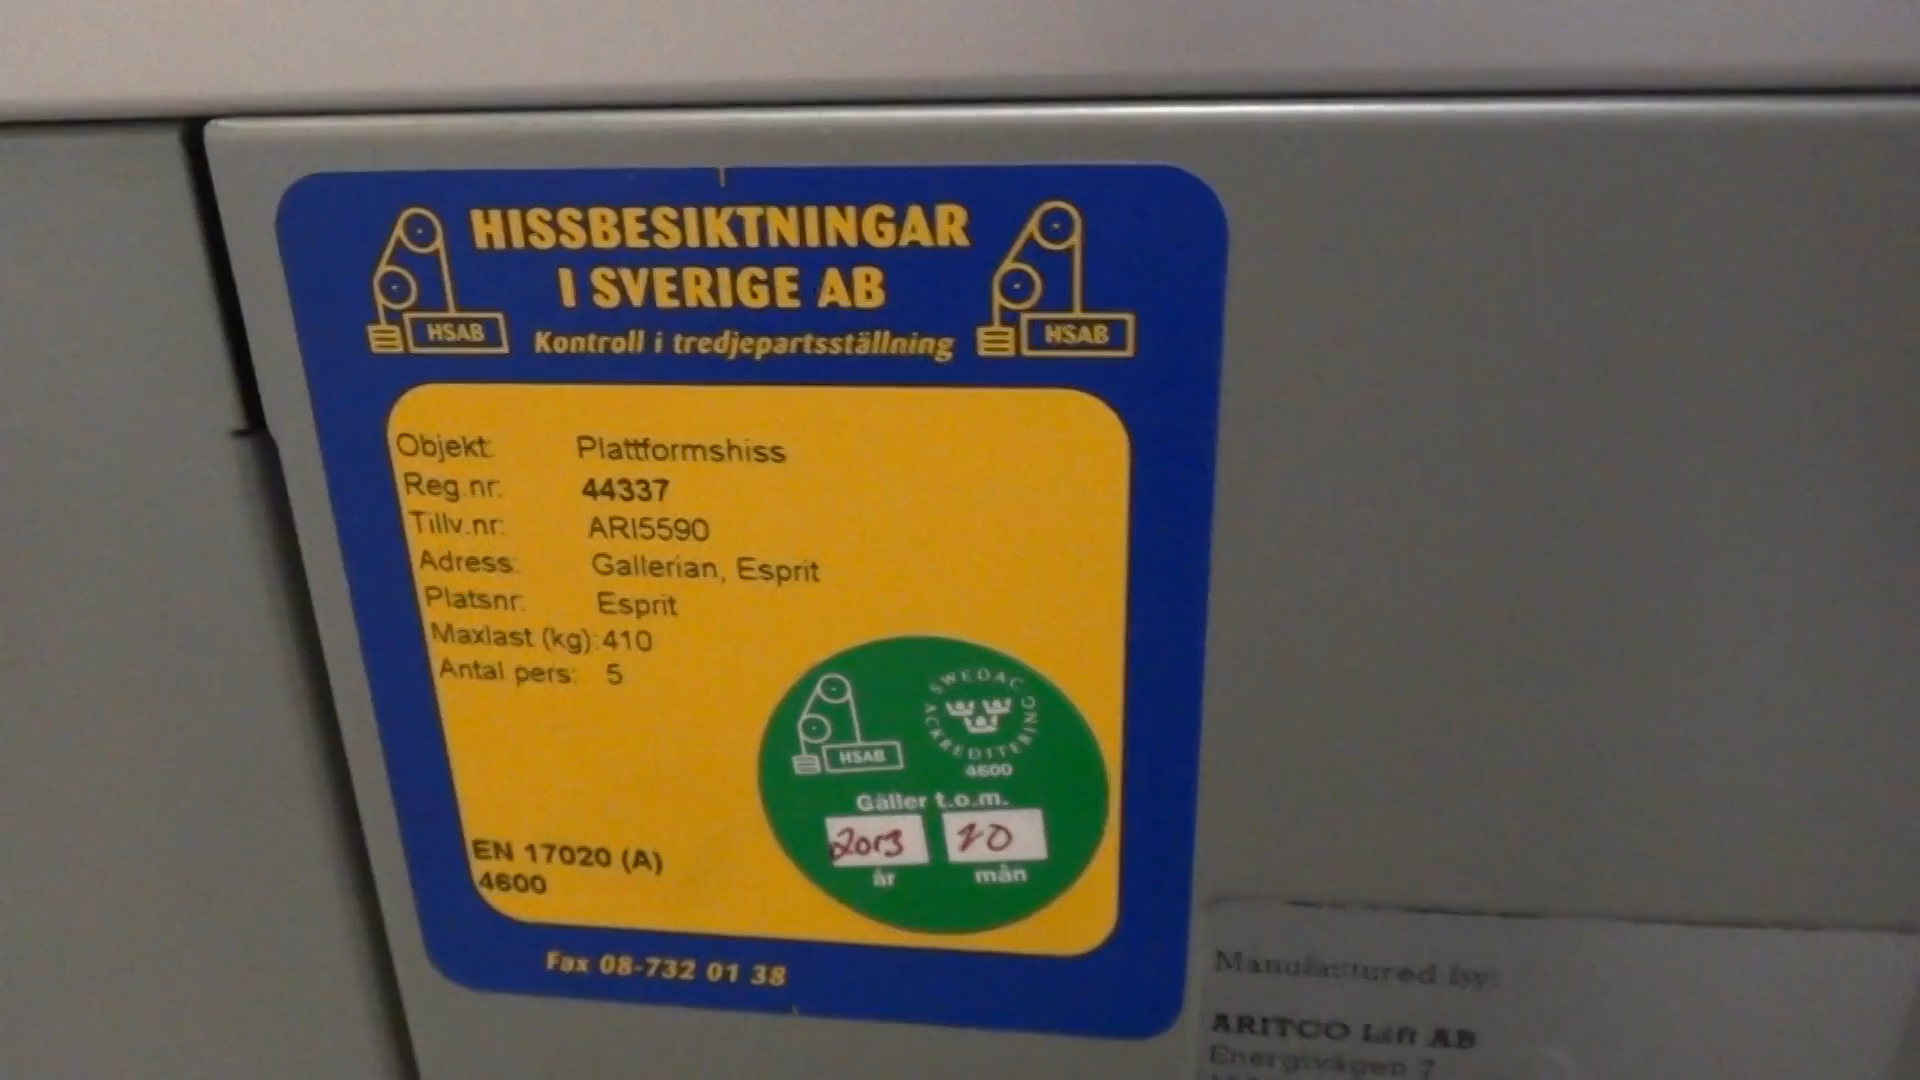 HISSBESIKTNINGAR
I SVERIGE AB
Kontroll i tredjepartsställning
HSAB
HSAB
Objekt: Plattformshiss
Reg.nr: 44337
Tillv.nr: ARI5590
Adress: Gallerian, Esprit
Platsnr: Esprit
Maxlast (kg): 410
Antal pers: 5
SWEDAC
ACKREDITERING
4600
HSAB
Gäller t.o.m.
2013 10
år mån
EN 17020 (A)
4600
Fax 08-732 01 38
Manufactured by:
ARITCO Lift AB
Energivägen 7